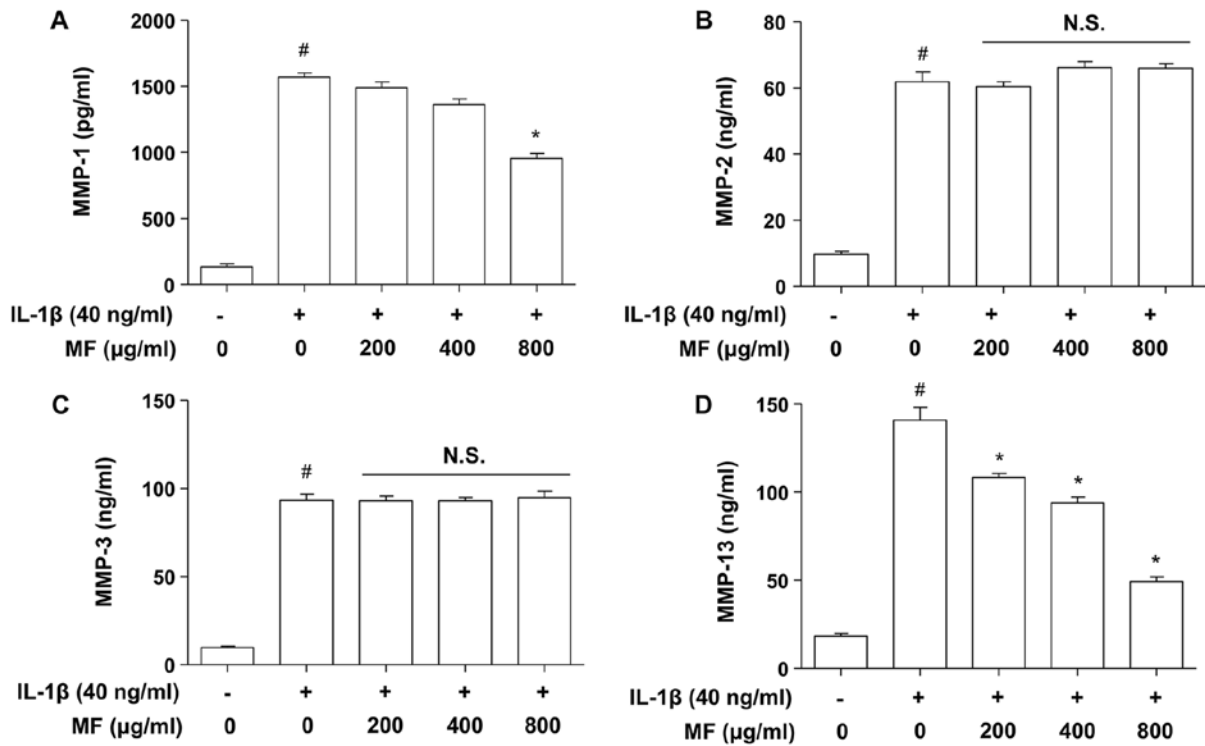 A
MMP-1 (pg/ml)
2000
1500
1000
500
0
#
*
IL-1β (40 ng/ml) - + + + +
MF (μg/ml) 0 0 200 400 800
B
MMP-2 (ng/ml)
80
60
40
20
0
#
N.S.
IL-1β (40 ng/ml) - + + + +
MF (μg/ml) 0 0 200 400 800
C
MMP-3 (ng/ml)
150
100
50
0
#
N.S.
IL-1β (40 ng/ml) - + + + +
MF (μg/ml) 0 0 200 400 800
D
MMP-13 (ng/ml)
150
100
50
0
#
*
*
*
IL-1β (40 ng/ml) - + + + +
MF (μg/ml) 0 0 200 400 800